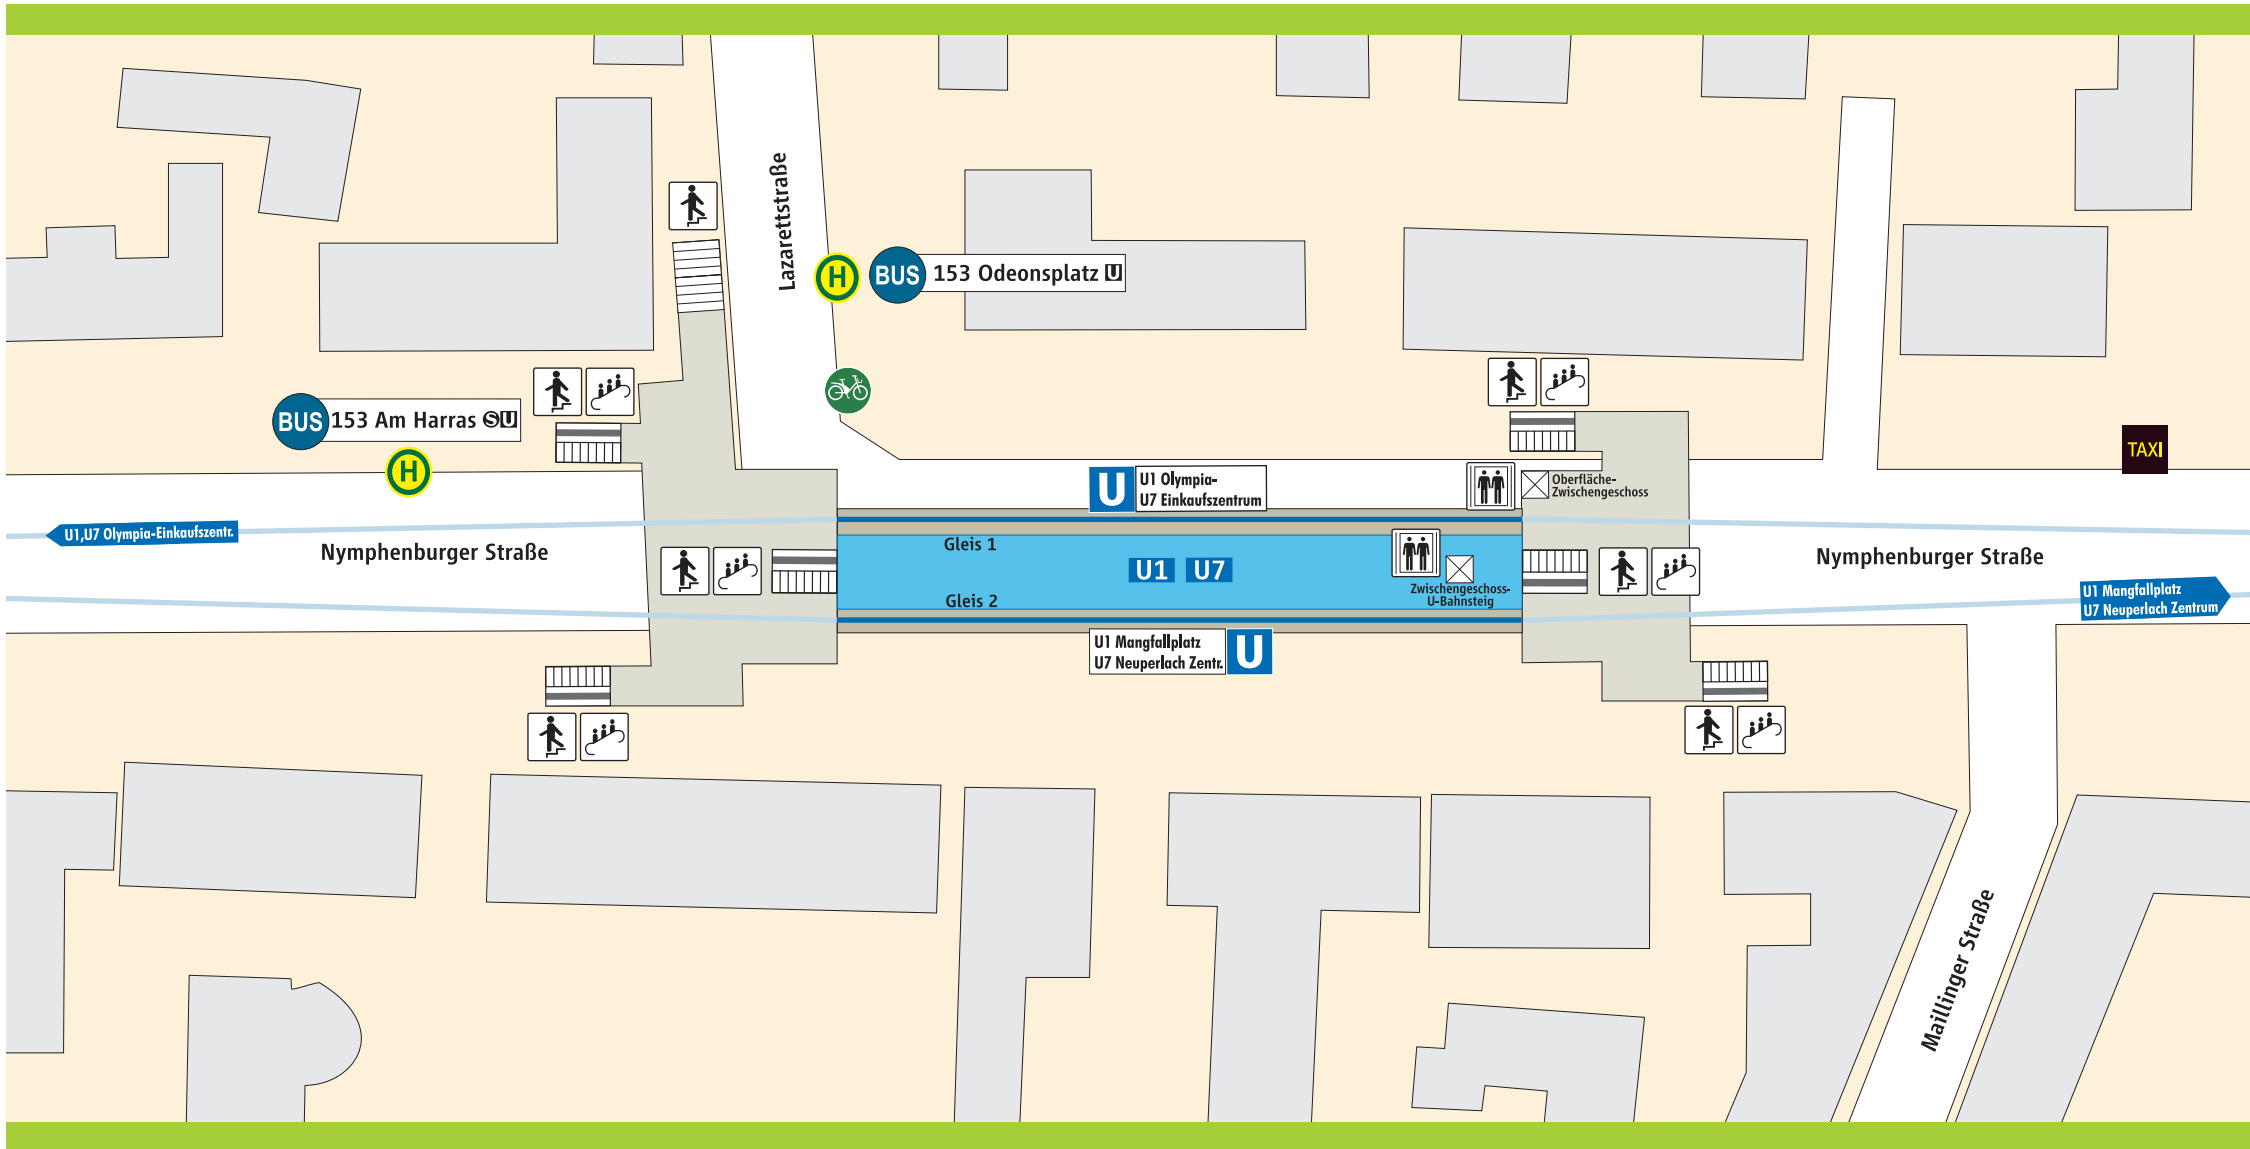 Lazarettstraße
H
BUS
153 Odeonsplatz U
BUS
153 Am Harras S U
H
TAXI
U
U1 Olympia-
U7 Einkaufszentrum
Oberfläche-
Zwischengeschoss
U1,U7 Olympia-Einkaufszentr.
Nymphenburger Straße
Gleis 1
U1 U7
Nymphenburger Straße
Zwischengeschoss-
U-Bahnsteig
Gleis 2
U1 Mangfallplatz
U7 Neuperlach Zentrum
U1 Mangfallplatz
U7 Neuperlach Zentr.
U
Maillinger Straße